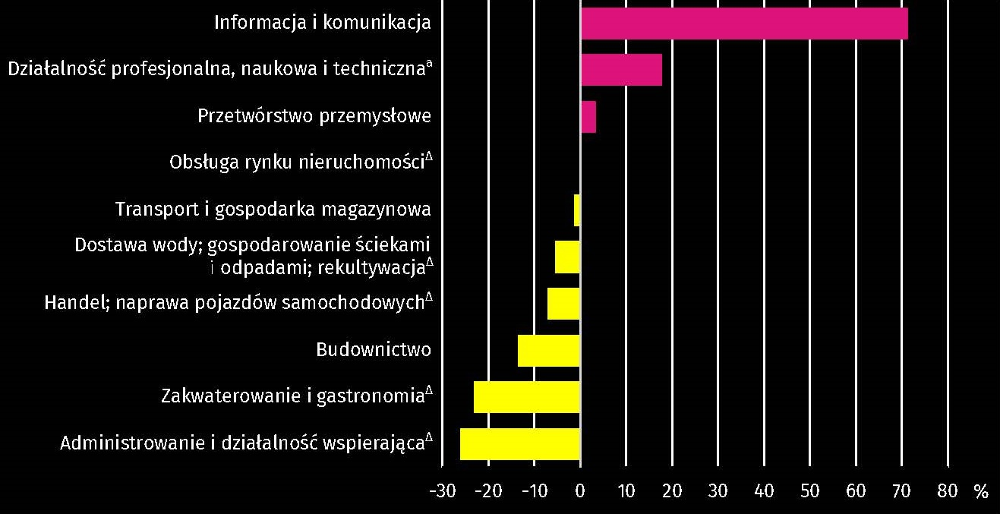 Informacja i komunikacja
Działalność profesjonalna, naukowa i technicznaᵃ
Przetwórstwo przemysłowe
Obsługa rynku nieruchomości^Δ
Transport i gospodarka magazynowa
Dostawa wody; gospodarowanie ściekami
i odpadami; rekultywacja^Δ
Handel; naprawa pojazdów samochodowych^Δ
Budownictwo
Zakwaterowanie i gastronomia^Δ
Administrowanie i działalność wspierająca^Δ
-30 -20 -10 0 10 20 30 40 50 60 70 80 %